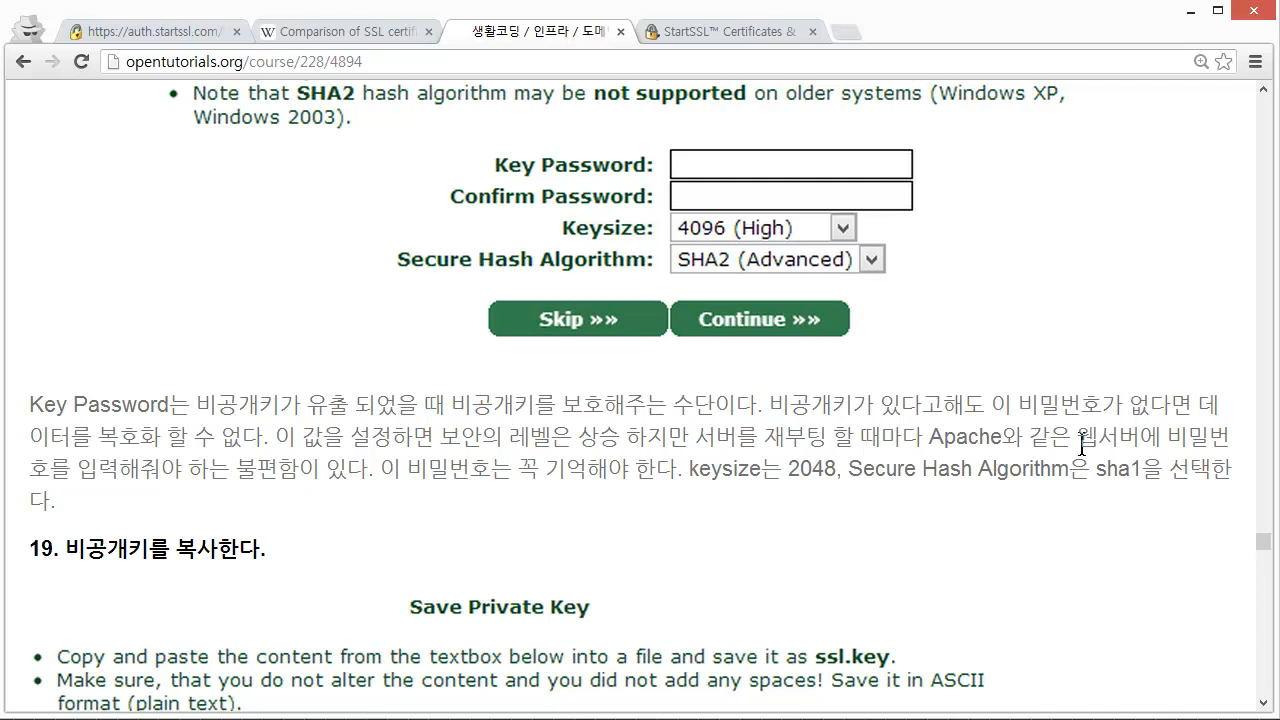 https://auth.startssl.com/
Comparison of SSL certifi
생활코딩 / 인프라 / 도메
StartSSL™ Certificates &
opentutorials.org/course/228/4894
• Note that SHA2 hash algorithm may be not supported on older systems (Windows XP,
Windows 2003).
Key Password:
Confirm Password:
Keysize: 4096 (High)
Secure Hash Algorithm: SHA2 (Advanced)
Skip »» Continue »»
Key Password는 비공개키가 유출 되었을 때 비공개키를 보호해주는 수단이다. 비공개키가 있다고해도 이 비밀번호가 없다면 데
이터를 복호화 할 수 없다. 이 값을 설정하면 보안의 레벨은 상승 하지만 서버를 재부팅 할 때마다 Apache와 같은 웹서버에 비밀번
호를 입력해줘야 하는 불편함이 있다. 이 비밀번호는 꼭 기억해야 한다. keysize는 2048, Secure Hash Algorithm은 sha1을 선택한
다.
19. 비공개키를 복사한다.
Save Private Key
• Copy and paste the content from the textbox below into a file and save it as ssl.key.
• Make sure, that you do not alter the content and you did not add any spaces! Save it in ASCII
format (plain text).